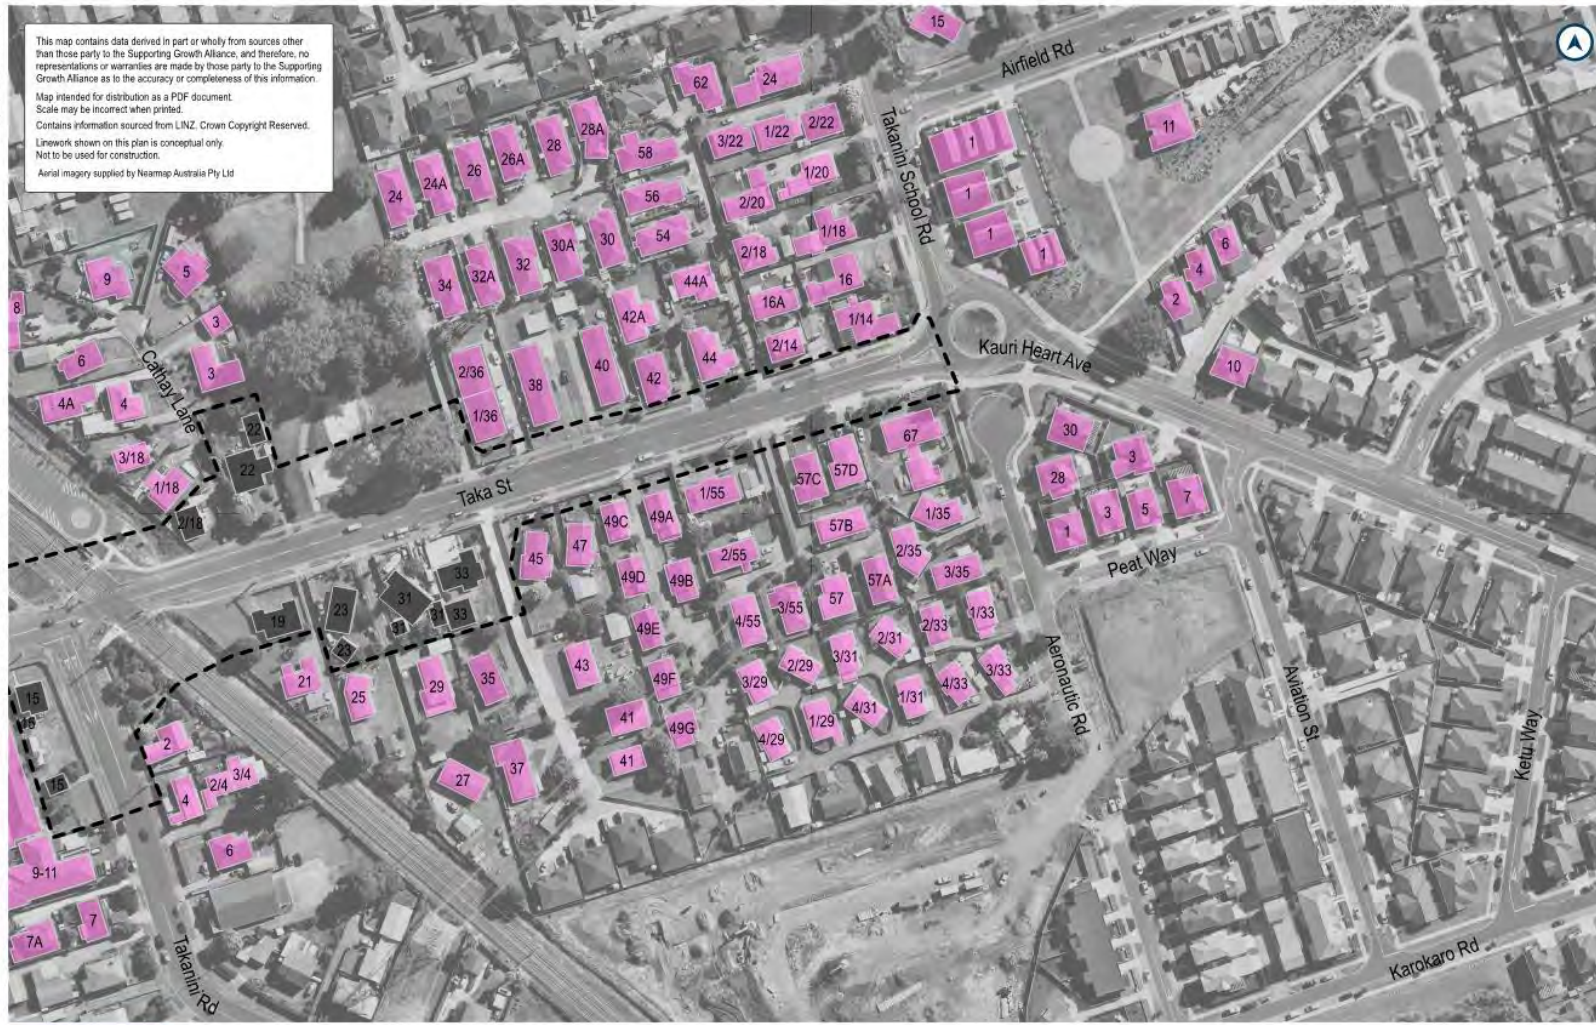 This map contains data derived in part or wholly from sources other
than those party to the Supporting Growth Alliance, and therefore, no
representations or warranties are made by those party to the Supporting
Growth Alliance as to the accuracy or completeness of this information.
Map intended for distribution as a PDF document.
Scale may be incorrect when printed.
Contains information sourced from LINZ. Crown Copyright Reserved.
Linework shown on this plan is conceptual only.
Not to be used for construction.
Aerial imagery supplied by Nearmap Australia Pty Ltd
15
Airfield Rd
62
24
28A
28
26A
26
24A
24
58
3/22
1/22
2/22
Takanini School Rd
1
11
56
1/20
2/20
1
54
30
30A
32
32A
34
1/18
2/18
1
1
6
4
2
9
5
44A
16
16A
8
3
42A
1/14
2/14
Kauri Heart Ave
6
Cathay Lane
3
2/36
38
40
42
44
10
4A
4
1/36
22
22
67
30
3
3/18
1/18
2/18
Taka St
57C
57D
28
1/55
7
49C
49A
1/35
3
5
1
57B
45
47
2/55
2/35
Peat Way
33
49D
49B
57A
3/35
31
23
57
3/55
4/55
19
31
31
33
49E
1/33
2/33
2/31
23
43
3/31
2/29
3/29
3/33
4/33
Aeronautic Rd
21
25
29
35
49F
1/31
4/31
1/29
Aviation St
15
15
41
49G
4/29
Ketu Way
2
41
3/4
2/4
4
15
27
37
6
9-11
7
7A
Takanini Rd
Karokaro Rd